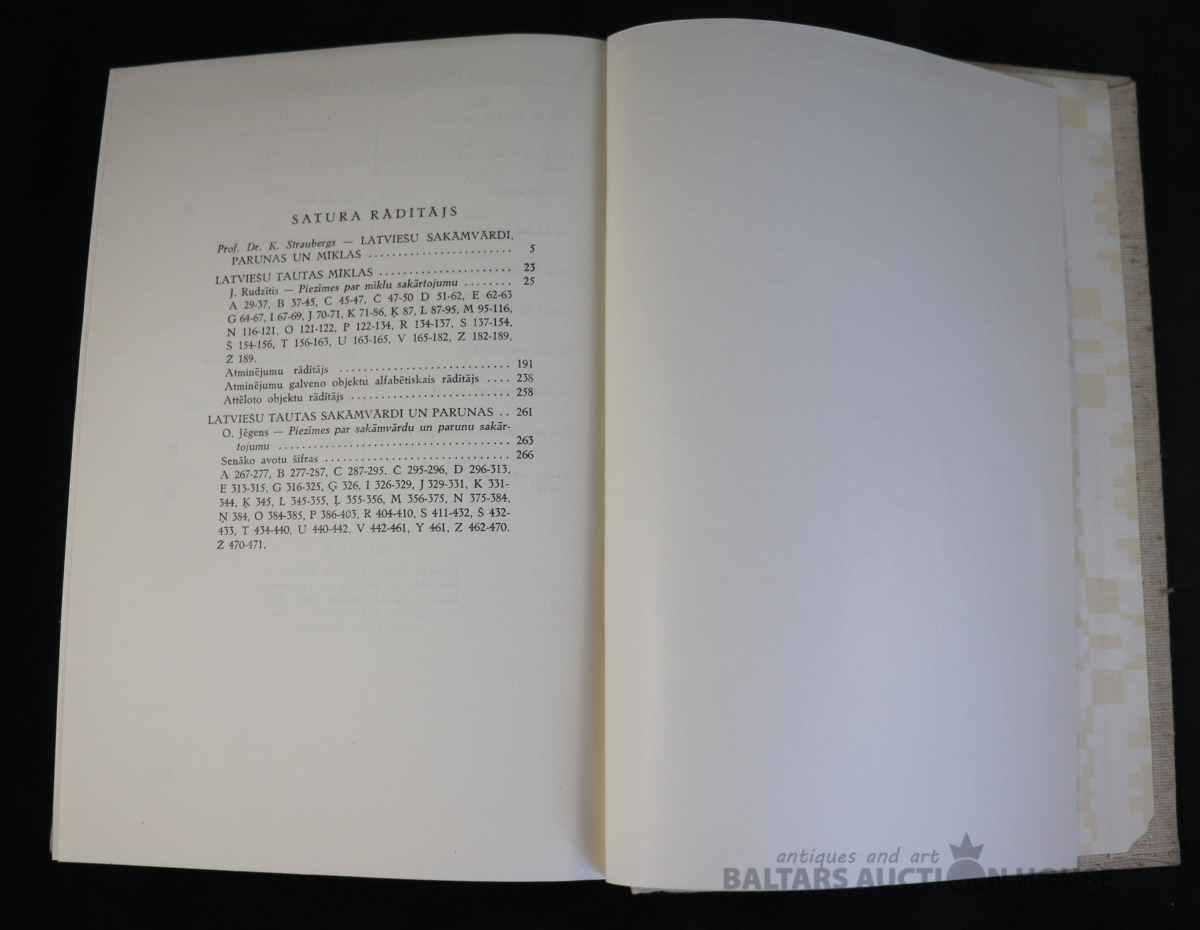 SATURA RĀDĪTĀJS
Prof. Dr. K. Straubergs — LATVIEŠU SAKĀMVĀRDI,
PARUNAS UN MĪKLAS ........................ 5
LATVIEŠU TAUTAS MĪKLAS ...................... 23
J. Rudzītis — Piezīmes par mīklu sakārtojumu ........ 25
A 29-37, B 37-45, C 45-47, Č 47-50 D 51-62, E 62-63
G 64-67, I 67-69, J 70-71, K 71-86, Ķ 87, L 87-95, M 95-116,
N 116-121, O 121-122, P 122-134, R 134-137, S 137-154,
Š 154-156, T 156-163, U 163-165, V 165-182, Z 182-189,
Ž 189.
Atminējumu rādītājs ............................ 191
Atminējumu galveno objektu alfabētiskais rādītājs .... 238
Attēloto objektu rādītājs .......................... 258
LATVIEŠU TAUTAS SAKĀMVĀRDI UN PARUNAS .. 261
O. Jēgens — Piezīmes par sakāmvārdu un parunu sakār-
tojumu ...................................... 263
Senāko avotu šifras .............................. 266
A 267-277, B 277-287, C 287-295, Č 295-296, D 296-313,
E 313-315, G 316-325, Ģ 326, I 326-329, J 329-331, K 331-
344, Ķ 345, L 345-355, Ļ 355-356, M 356-375, N 375-384,
Ņ 384, O 384-385, P 386-403, R 404-410, S 411-432, Š 432-
433, T 434-440, U 440-442, V 442-461, Y 461, Z 462-470,
Ž 470-471.
antiques and art
BALTARS AUCTION HOUSE